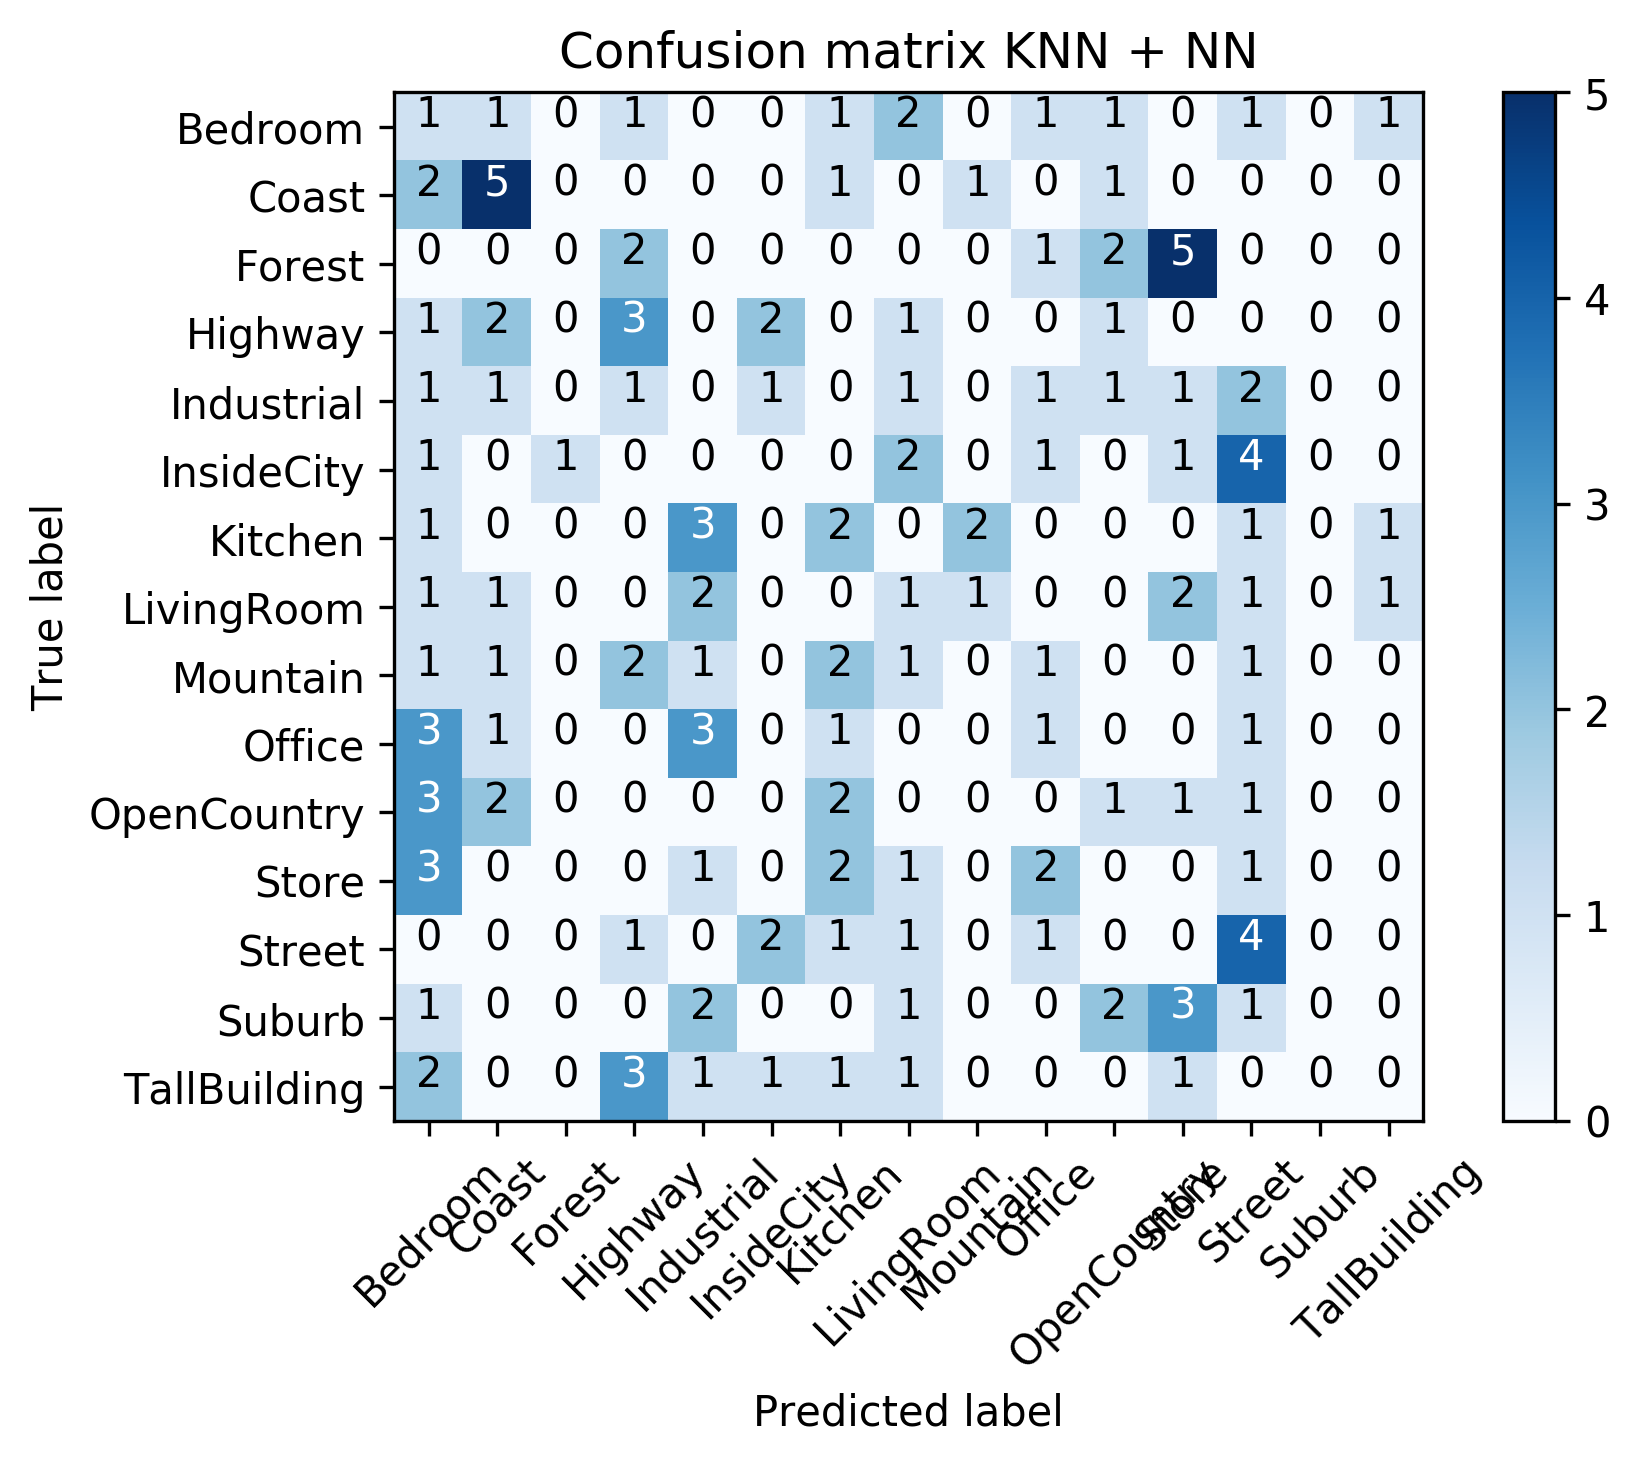 Confusion matrix KNN + NN
True label
Bedroom 1 1 0 1 0 0 1 2 0 1 1 0 1 0 1
Coast 2 5 0 0 0 0 1 0 1 0 1 0 0 0 0
Forest 0 0 0 2 0 0 0 0 0 1 2 5 0 0 0
Highway 1 2 0 3 0 2 0 1 0 0 1 0 0 0 0
Industrial 1 1 0 1 0 1 0 1 0 1 1 1 2 0 0
InsideCity 1 0 1 0 0 0 0 2 0 1 0 1 4 0 0
Kitchen 1 0 0 0 3 0 2 0 2 0 0 0 1 0 1
LivingRoom 1 1 0 0 2 0 0 1 1 0 0 2 1 0 1
Mountain 1 1 0 2 1 0 2 1 0 1 0 0 1 0 0
Office 3 1 0 0 3 0 1 0 0 1 0 0 1 0 0
OpenCountry 3 2 0 0 0 0 2 0 0 0 1 1 1 0 0
Store 3 0 0 0 1 0 2 1 0 2 0 0 1 0 0
Street 0 0 0 1 0 2 1 1 0 1 0 0 4 0 0
Suburb 1 0 0 0 2 0 0 1 0 0 2 3 1 0 0
TallBuilding 2 0 0 3 1 1 1 1 0 0 0 1 0 0 0
Bedroom
Coast
Forest
Highway
Industrial
InsideCity
Kitchen
LivingRoom
Mountain
Office
OpenCountry
Store
Street
Suburb
TallBuilding
Predicted label
5
4
3
2
1
0